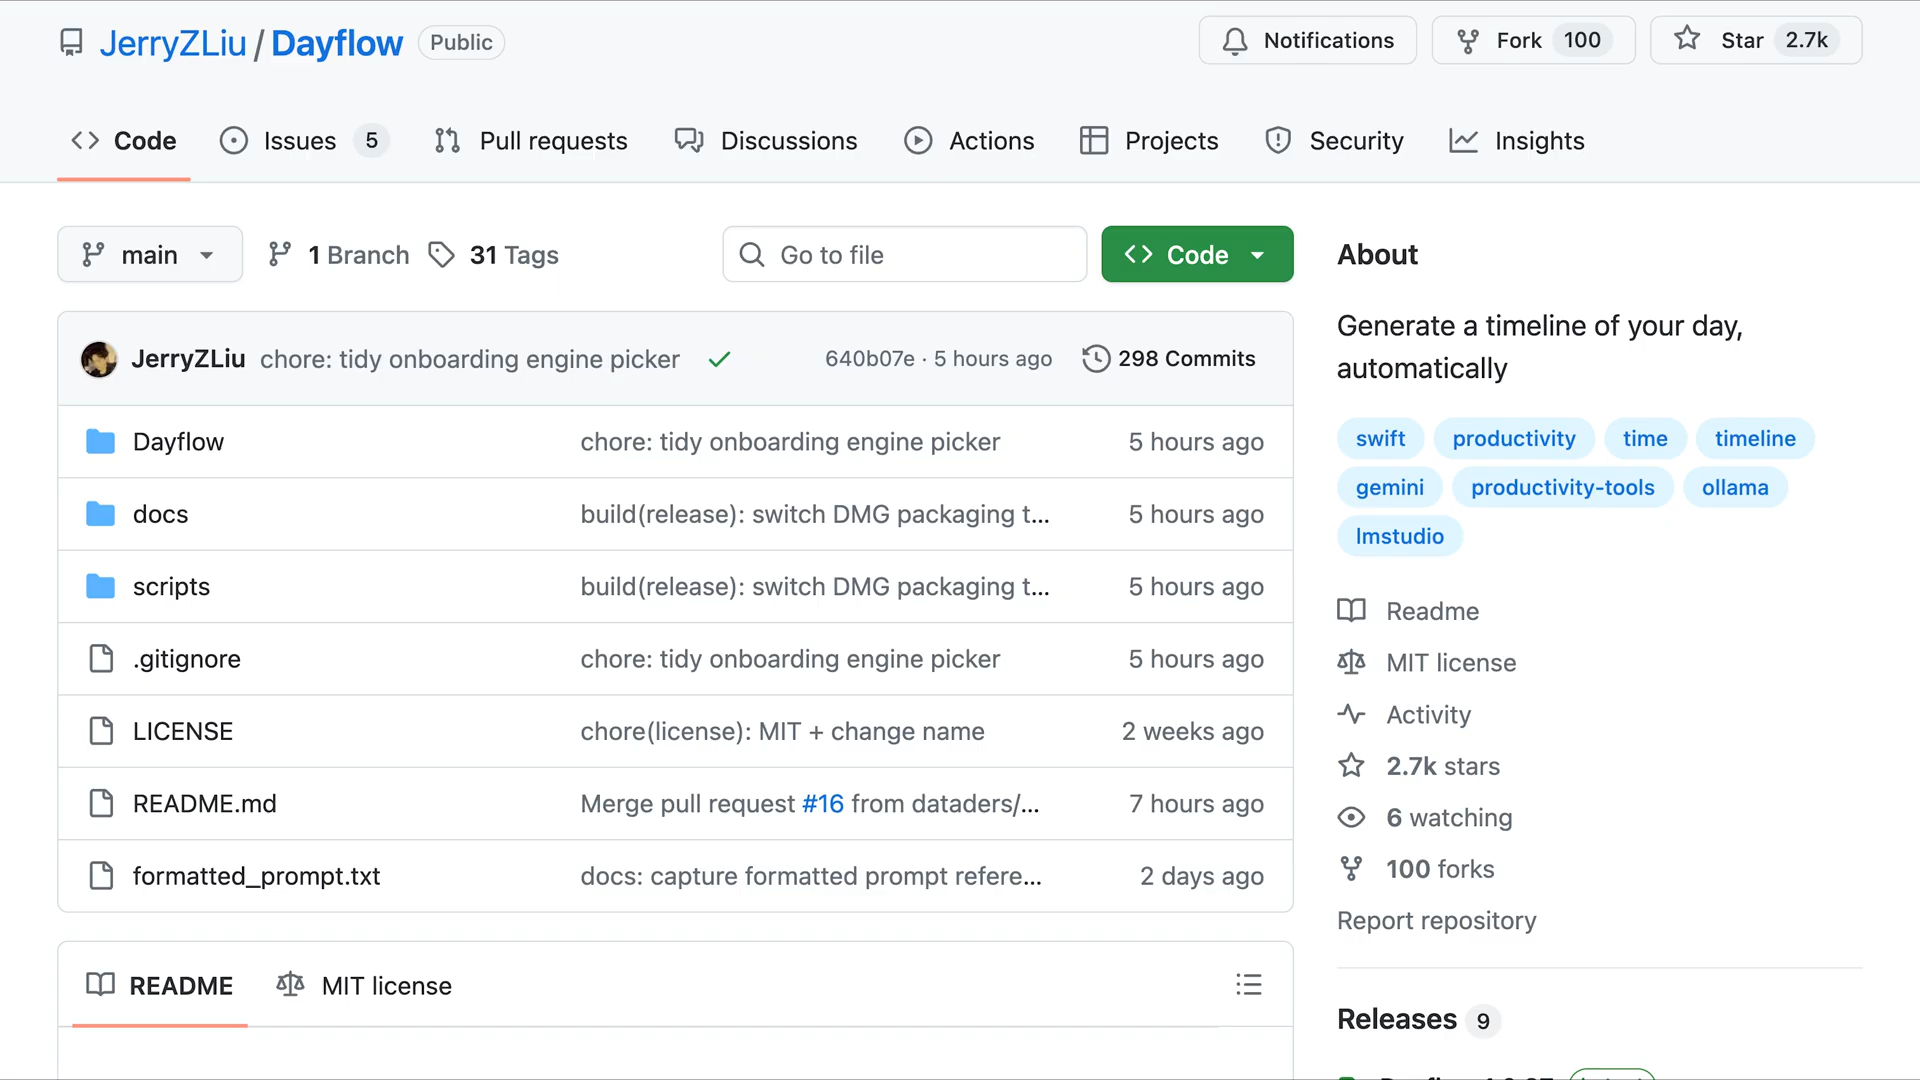 JerryZLiu / Dayflow Public Notifications Fork 100 Star 2.7k
Code Issues 5 Pull requests Discussions Actions Projects Security Insights
main 1 Branch 31 Tags Go to file Code
JerryZLiu chore: tidy onboarding engine picker 640b07e · 5 hours ago 298 Commits
Dayflow chore: tidy onboarding engine picker 5 hours ago
docs build(release): switch DMG packaging t... 5 hours ago
scripts build(release): switch DMG packaging t... 5 hours ago
.gitignore chore: tidy onboarding engine picker 5 hours ago
LICENSE chore(license): MIT + change name 2 weeks ago
README.md Merge pull request #16 from dataders/... 7 hours ago
formatted_prompt.txt docs: capture formatted prompt refere... 2 days ago
README MIT license
About
Generate a timeline of your day,
automatically
swift productivity time timeline
gemini productivity-tools ollama
lmstudio
Readme
MIT license
Activity
2.7k stars
6 watching
100 forks
Report repository
Releases 9